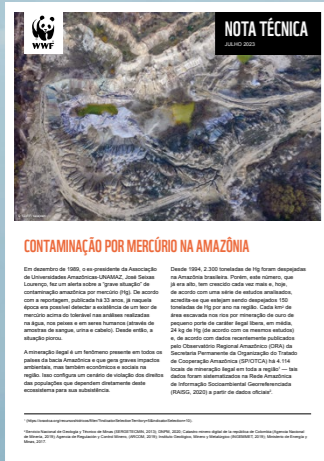 WWF
NOTA TÉCNICA
JULHO 2023
CONTAMINAÇÃO POR MERCÚRIO NA AMAZÔNIA
Em dezembro de 1989, o ex-presidente da Associação
de Universidades Amazônicas-UNAMAZ, José Seixas
Lourenço, fez um alerta sobre a "grave situação" de
contaminação amazônica por mercúrio (Hg). De acordo
com a reportagem, publicada há 33 anos, já naquela
época era possível detectar a existência de um teor de
mercúrio acima do tolerável nas análises realizadas
na água, nos peixes e em seres humanos (através de
amostras de sangue, urina e cabelo). Desde então, a
situação piorou.
A mineração ilegal é um fenômeno presente em todos os
países da bacia Amazônica e que gera graves impactos
ambientais, mas também econômicos e sociais na
região. Isso configura um cenário de violação dos direitos
das populações que dependem diretamente deste
ecossistema para sua subsistência.
Desde 1994, 2.300 toneladas de Hg foram despejadas
na Amazônia brasileira. Porém, este número, que
já era alto, tem crescido cada vez mais e, hoje,
de acordo com uma série de estudos analisados,
acredita-se que estejam sendo despejados 150
toneladas de Hg por ano na região. Cada km² de
área escavada nos rios por mineração de ouro de
pequeno porte de caráter ilegal libera, em média,
24 kg de Hg (de acordo com os mesmos estudos)
e, de acordo com dados recentemente publicados
pelo Observatório Regional Amazônico (ORA) da
Secretaria Permanente da Organização do Tratado
de Cooperação Amazônica (SP/OTCA) há 4.114
locais de mineração ilegal em toda a região¹ — tais
dados foram sistematizados na Rede Amazônica
de Informação Socioambiental Georreferenciada
(RAISG, 2020) a partir de dados oficiais².